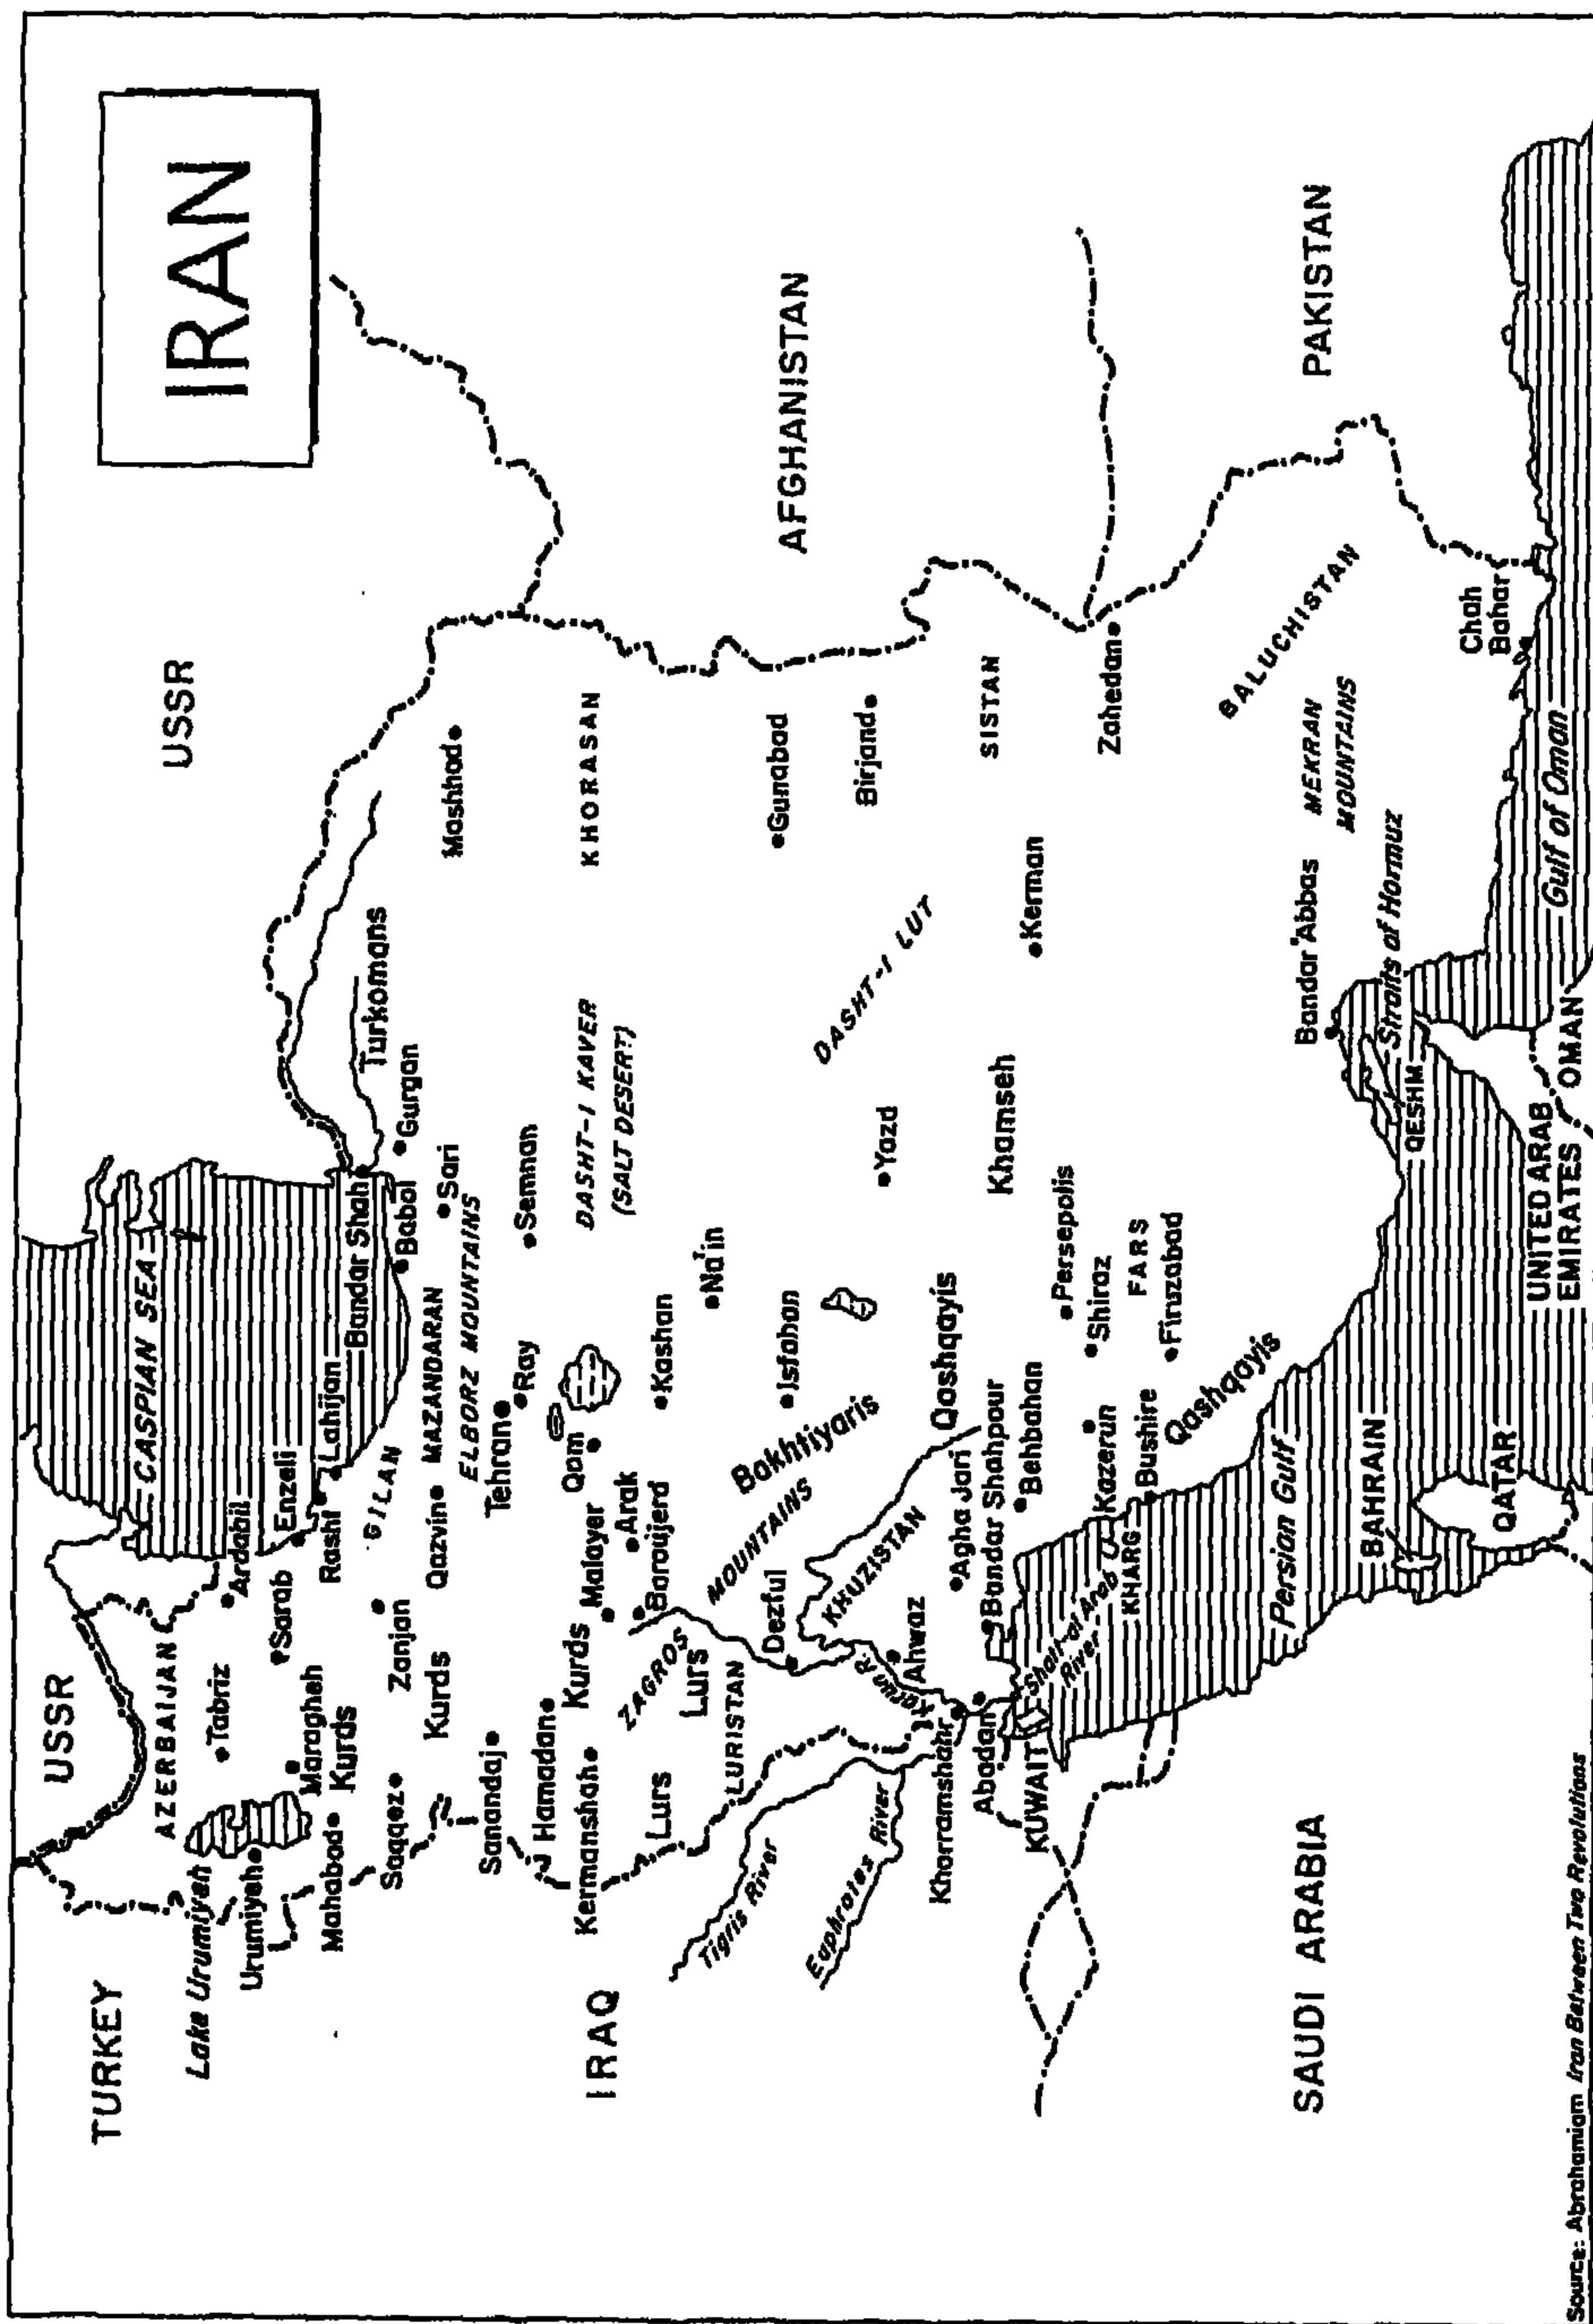 IRAN
USSR
USSR
TURKEY
CASPIAN SEA
AZERBAIJAN
Lake Urumiyeh
Urumiyeh
Tabriz
Ardabil
Sarab
Enzeli
Maragheh
Kurds
Mahabad
Rasht
Lahijan
Bandar Shah
Turkomans
Gurgan
Babol
Sari
GILAN
MAZANDARAN
ELBORZ MOUNTAINS
Saqqez
Zanjan
Qazvin
Kurds
Mashhad
Sanandaj
Tehran
Ray
Semnan
Hamadan
Kermanshah
Kurds
Malayer
Qom
DASHT-I KAVER
(SALT DESERT)
KHORASAN
Arak
Boroujerd
Kashan
IRAQ
Lurs
Lurs
LURISTAN
ZAGROS
MOUNTAINS
Na'in
Tigris River
Dezful
Bakhtiyaris
Isfahan
Gunabad
AFGHANISTAN
Euphrates River
KHUZISTAN
Yazd
Birjand
DASHT-I LUT
Ahwaz
Khorramshahr
Abadan
Agha Jari
Bandar Shahpour
Qashqayis
Khamseh
Kerman
SISTAN
KUWAIT
Shatt-al Arab
River
Behbahan
Persepolis
Shiraz
Kazerun
KHARG
Bushire
FARS
Firuzabad
Qashqayis
Zahedan
BALUCHISTAN
PAKISTAN
SAUDI ARABIA
Persian Gulf
Bandar Abbas
MEKRAN
MOUNTAINS
Straits of Hormuz
QESHM
BAHRAIN
QATAR
Chah
Bahar
UNITED ARAB
EMIRATES
OMAN
Gulf of Oman
Source: Abrahamiam Iran Between Two Revolutions